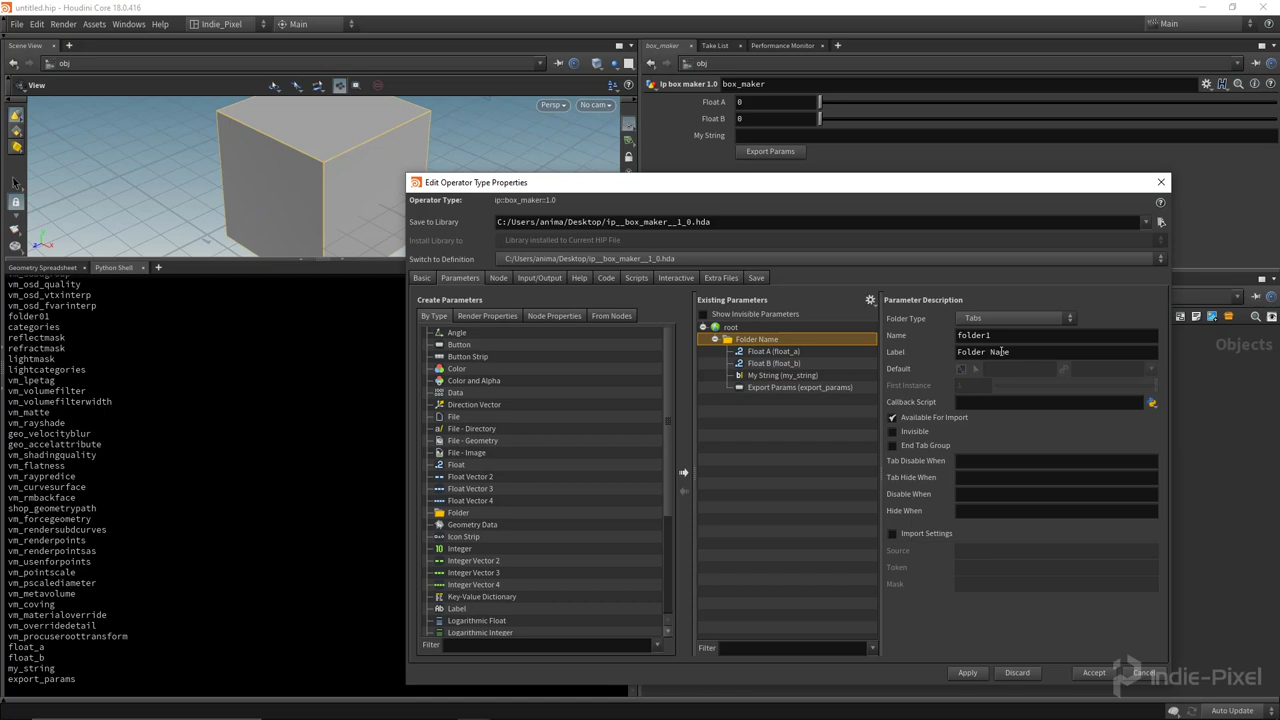 untitled.hip - Houdini Core 18.0.416
File Edit Render Assets Windows Help Indie_Pixel Main Main
Scene View
box_maker Take List Performance Monitor
obj
obj
View
Ip box maker 1.0 box_maker
Persp No cam
Float A 0
Float B 0
My String
Export Params
Edit Operator Type Properties
Operator Type: ip::box_maker::1.0
Save to Library C:/Users/anima/Desktop/ip__box_maker__1_0.hda
Install Library to Library installed to Current HIP File
Switch to Definition C:/Users/anima/Desktop/ip__box_maker__1_0.hda
Basic Parameters Node Input/Output Help Code Scripts Interactive Extra Files Save
Create Parameters
By Type Render Properties Node Properties From Nodes
Angle
Button
Button Strip
Color
Color and Alpha
Data
Direction Vector
File
File - Directory
File - Geometry
File - Image
Float
Float Vector 2
Float Vector 3
Float Vector 4
Folder
Geometry Data
Icon Strip
Integer
Integer Vector 2
Integer Vector 3
Integer Vector 4
Key-Value Dictionary
Label
Logarithmic Float
Logarithmic Integer
Filter
Existing Parameters
Show Invisible Parameters
root
Folder Name
Float A (float_a)
Float B (float_b)
My String (my_string)
Export Params (export_params)
Filter
Parameter Description
Folder Type Tabs
Name folder1
Label Folder Name
Default
First Instance 1
Callback Script
Available For Import
Invisible
End Tab Group
Tab Disable When
Tab Hide When
Disable When
Hide When
Import Settings
Source
Token
Mask
Apply Discard Accept Cancel
Geometry Spreadsheet Python Shell
vm_osd_quality
vm_osd_vtxinterp
vm_osd_fvarinterp
folder01
categories
reflectmask
refractmask
lightmask
lightcategories
vm_lpetag
vm_volumefilter
vm_volumefilterwidth
vm_matte
vm_rayshade
geo_velocityblur
geo_accelattribute
vm_shadingquality
vm_flatness
vm_raypredice
vm_curvesurface
vm_rmbackface
shop_geometrypath
vm_forcegeometry
vm_rendersubdcurves
vm_renderpoints
vm_renderpointsas
vm_usenforpoints
vm_pointscale
vm_pscalediameter
vm_metavolume
vm_coving
vm_materialoverride
vm_overridedetail
vm_procuseroottransform
float_a
float_b
my_string
export_params
Objects
Indie-Pixel
Auto Update